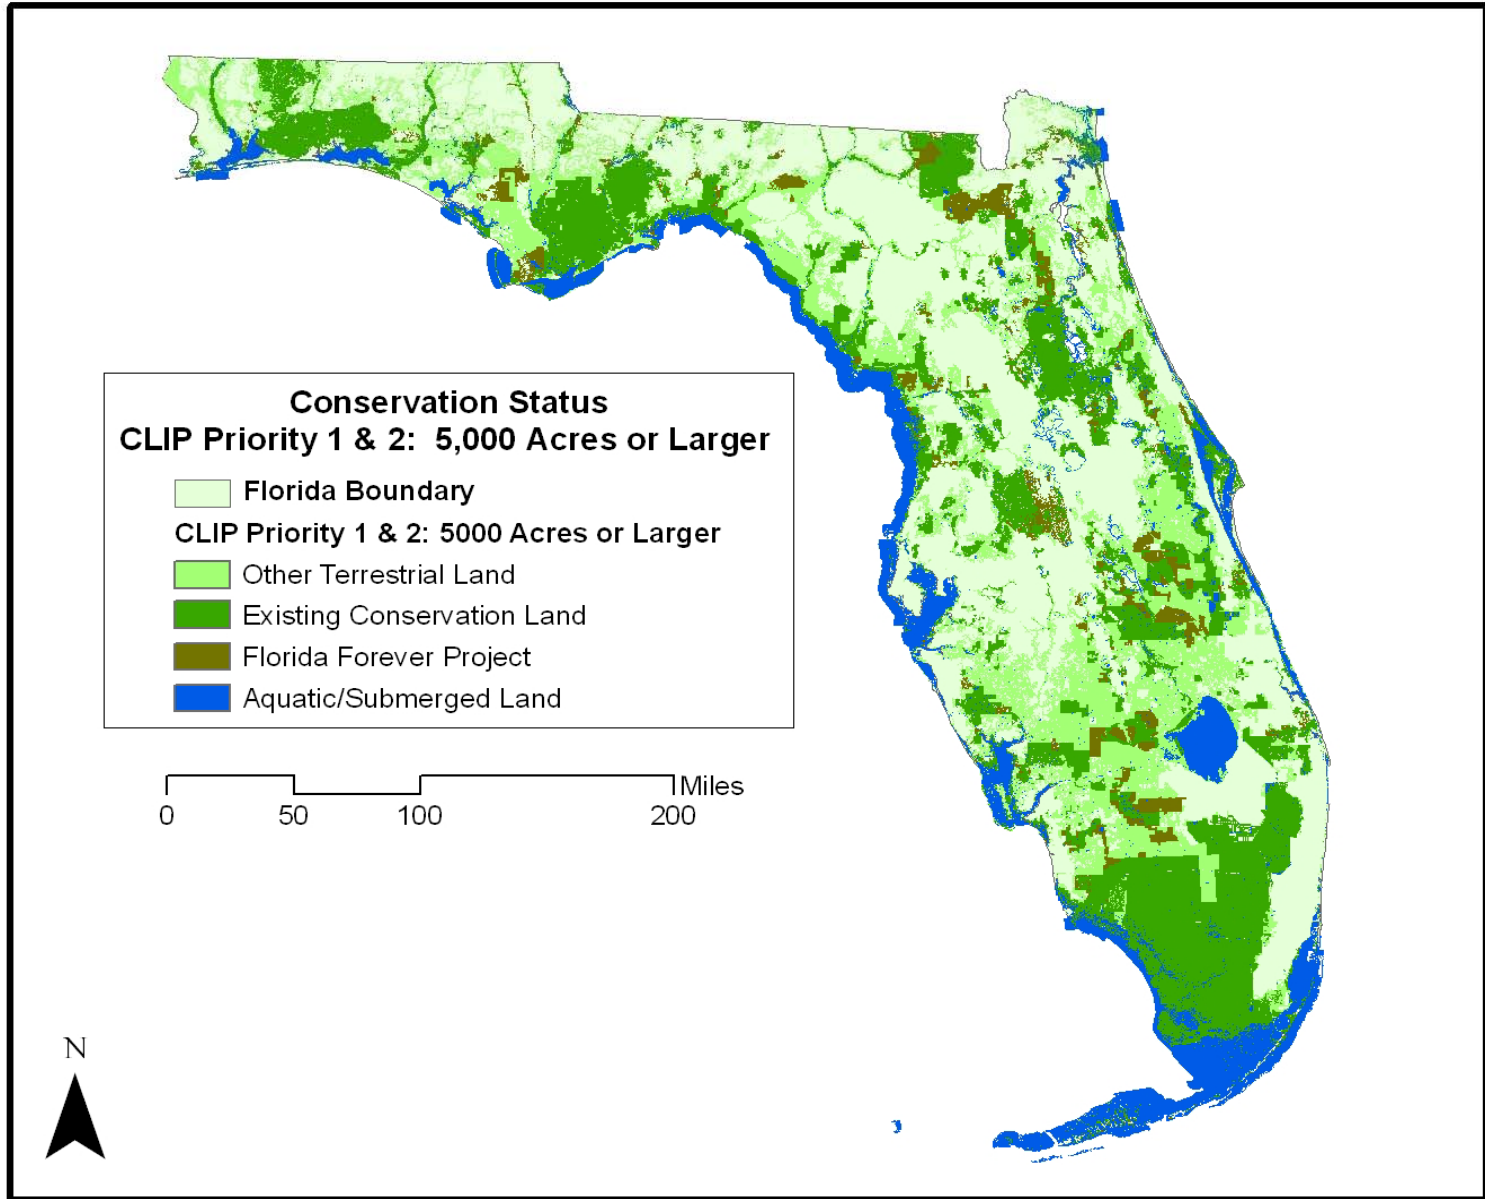 Conservation Status
CLIP Priority 1 & 2:  5,000 Acres or Larger
Florida Boundary
CLIP Priority 1 & 2: 5000 Acres or Larger
Other Terrestrial Land
Existing Conservation Land
Florida Forever Project
Aquatic/Submerged Land
Miles
0 50 100 200
N